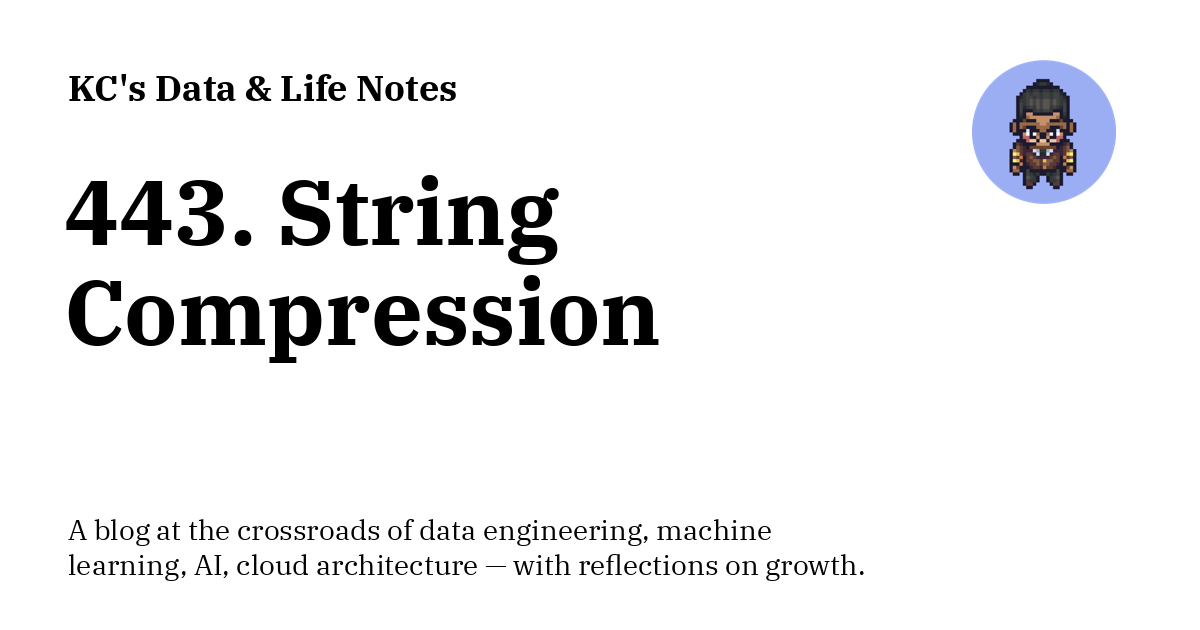 KC's Data & Life Notes
443. String
Compression
A blog at the crossroads of data engineering, machine
learning, AI, cloud architecture — with reflections on growth.